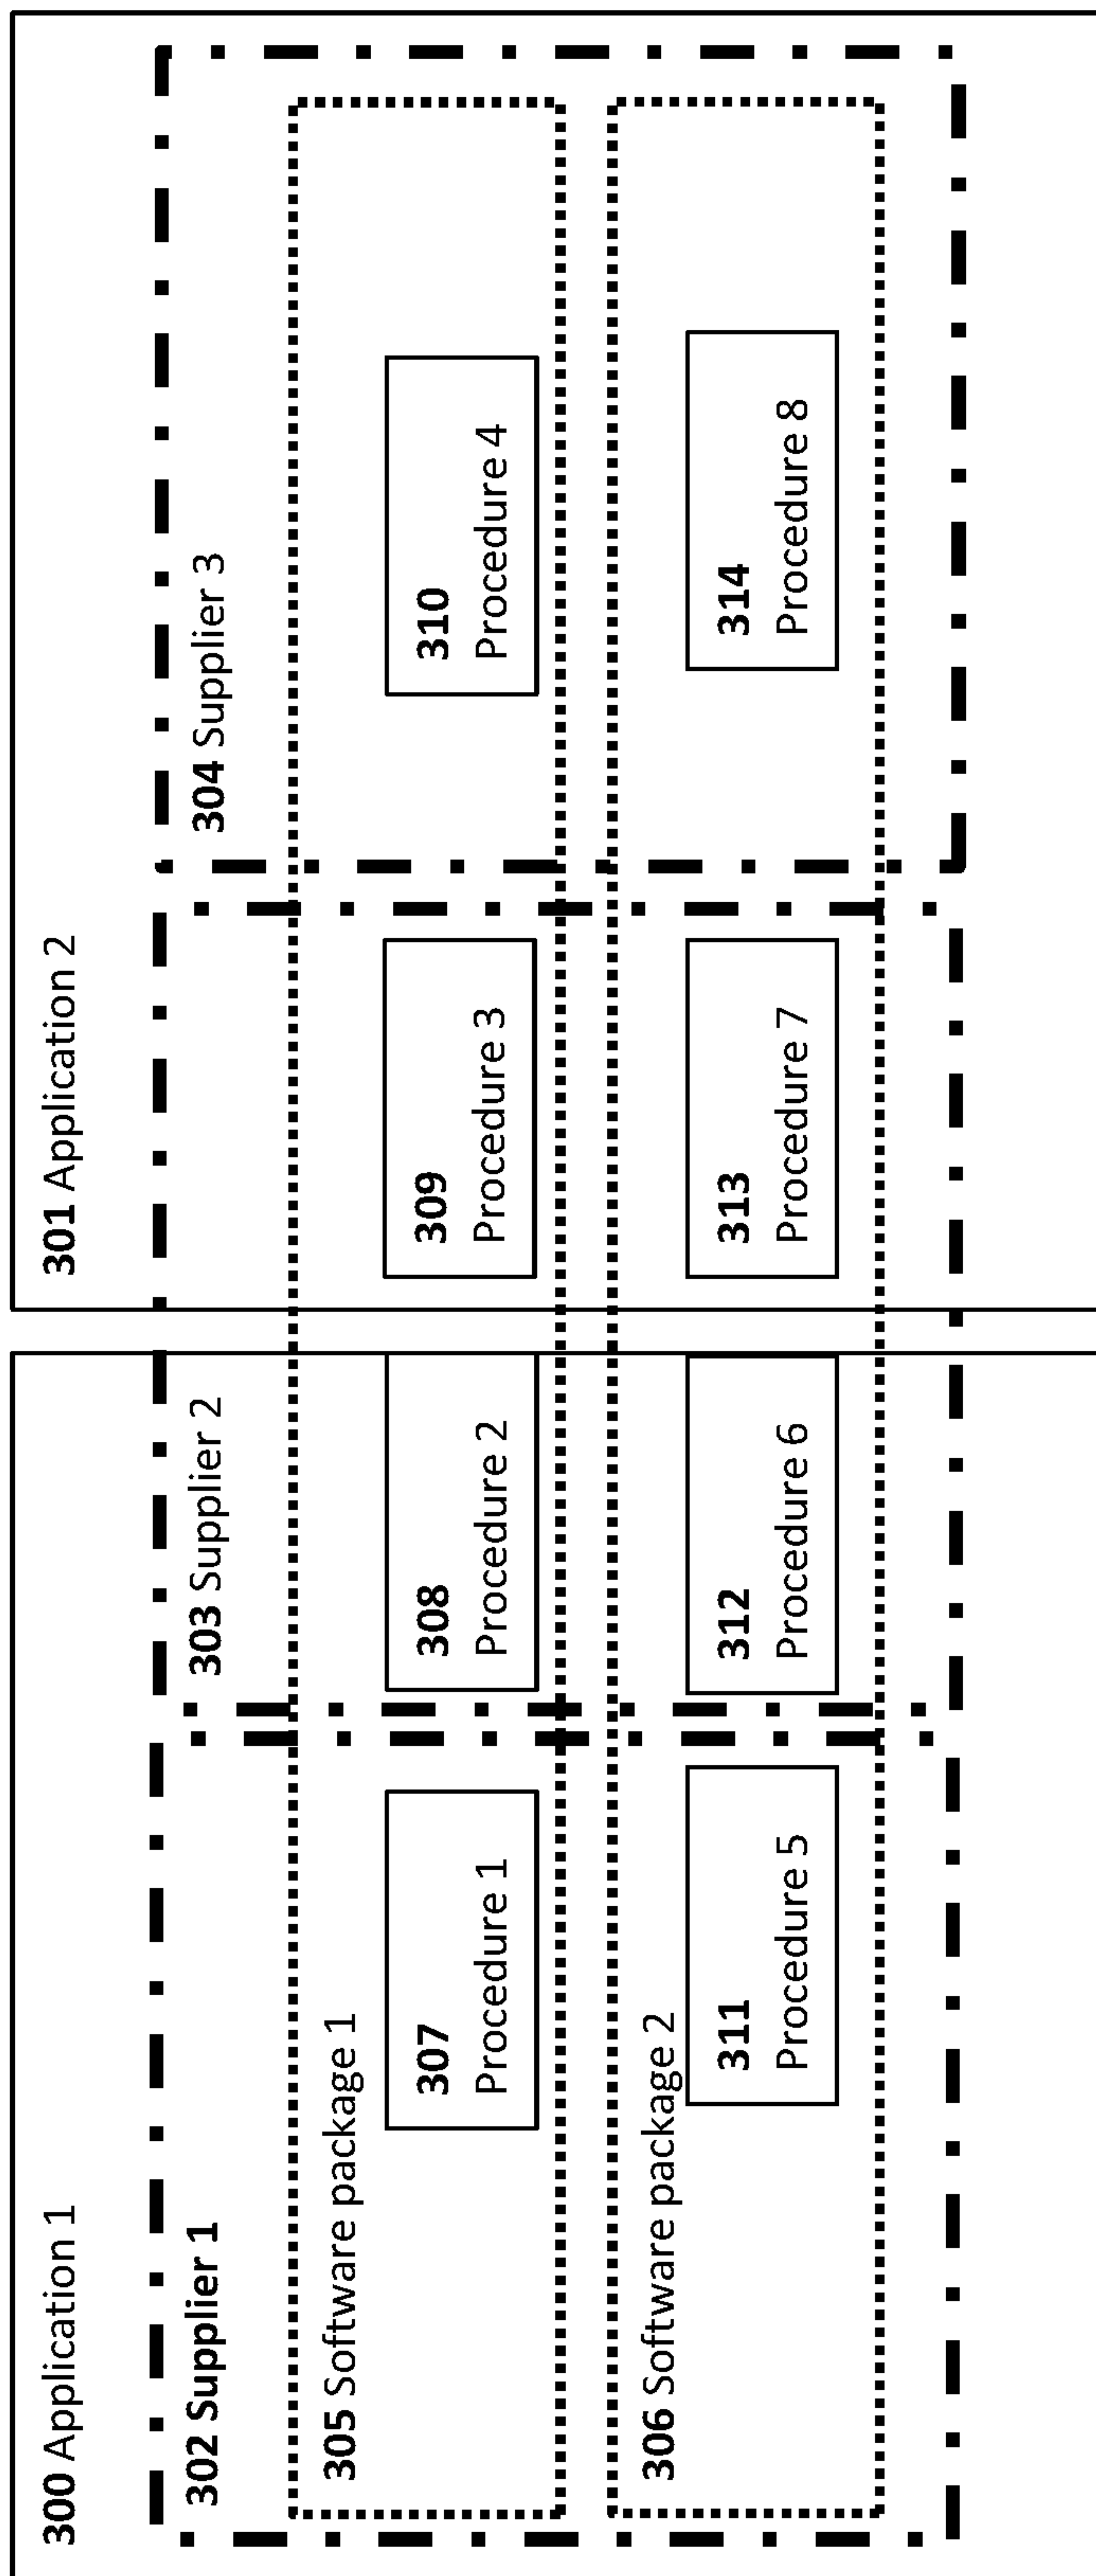 300 Application 1
301 Application 2
302 Supplier 1
303 Supplier 2
304 Supplier 3
305 Software package 1
307
Procedure 1
308
Procedure 2
309
Procedure 3
310
Procedure 4
306 Software package 2
311
Procedure 5
312
Procedure 6
313
Procedure 7
314
Procedure 8